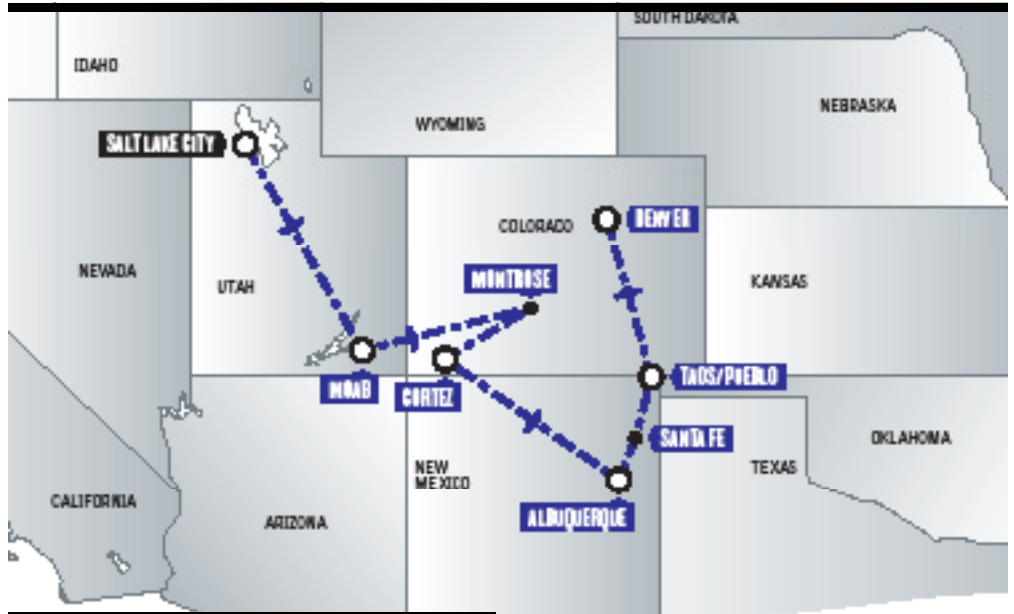 SOUTH DAKOTA
IDAHO
NEBRASKA
WYOMING
SALT LAKE CITY
DENVER
COLORADO
NEVADA
MONTROSE
KANSAS
UTAH
TAOS/PUEBLO
MOAB
CORTEZ
SANTA FE
OKLAHOMA
NEW
MEXICO
TEXAS
CALIFORNIA
ARIZONA
ALBUQUERQUE